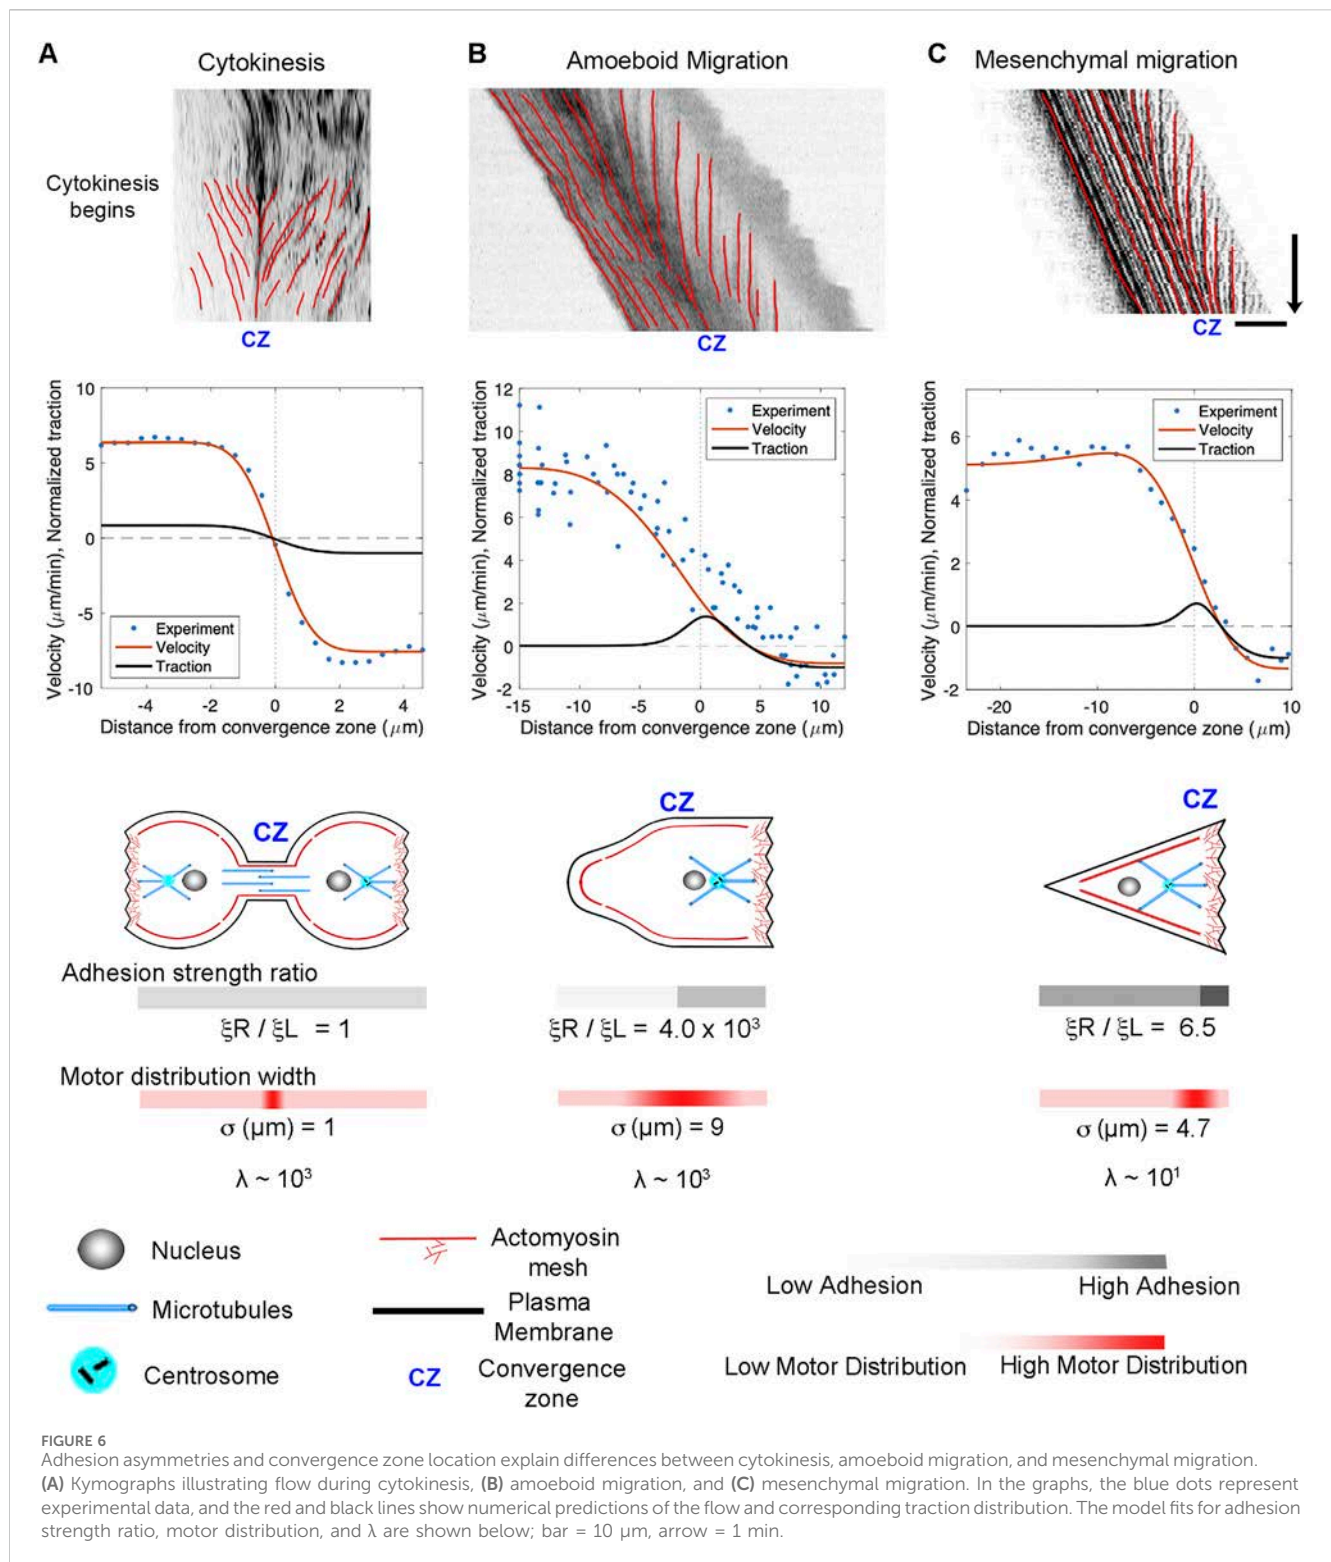 A
Cytokinesis
B
Amoeboid Migration
C
Mesenchymal migration
Cytokinesis
begins
CZ
CZ
CZ
Velocity (μm/min), Normalized traction
10
5
0
-5
-10
Experiment
Velocity
Traction
-4
-2
0
2
4
Distance from convergence zone (μm)
Velocity (μm/min), Normalized traction
12
10
8
6
4
2
0
-2
Experiment
Velocity
Traction
-15
-10
-5
0
5
10
Distance from convergence zone (μm)
Velocity (μm/min), Normalized traction
6
4
2
0
-2
Experiment
Velocity
Traction
-20
-10
0
10
Distance from convergence zone (μm)
CZ
CZ
CZ
Adhesion strength ratio
ξR / ξL = 1
ξR / ξL = 4.0 x 10³
ξR / ξL = 6.5
Motor distribution width
σ (μm) = 1
σ (μm) = 9
σ (μm) = 4.7
λ ~ 10³
λ ~ 10³
λ ~ 10¹
Nucleus
Microtubules
Centrosome
Actomyosin
mesh
Plasma
Membrane
CZ
Convergence
zone
Low Adhesion
High Adhesion
Low Motor Distribution
High Motor Distribution
FIGURE 6
Adhesion asymmetries and convergence zone location explain differences between cytokinesis, amoeboid migration, and mesenchymal migration.
(A) Kymographs illustrating flow during cytokinesis, (B) amoeboid migration, and (C) mesenchymal migration. In the graphs, the blue dots represent
experimental data, and the red and black lines show numerical predictions of the flow and corresponding traction distribution. The model fits for adhesion
strength ratio, motor distribution, and λ are shown below; bar = 10 μm, arrow = 1 min.